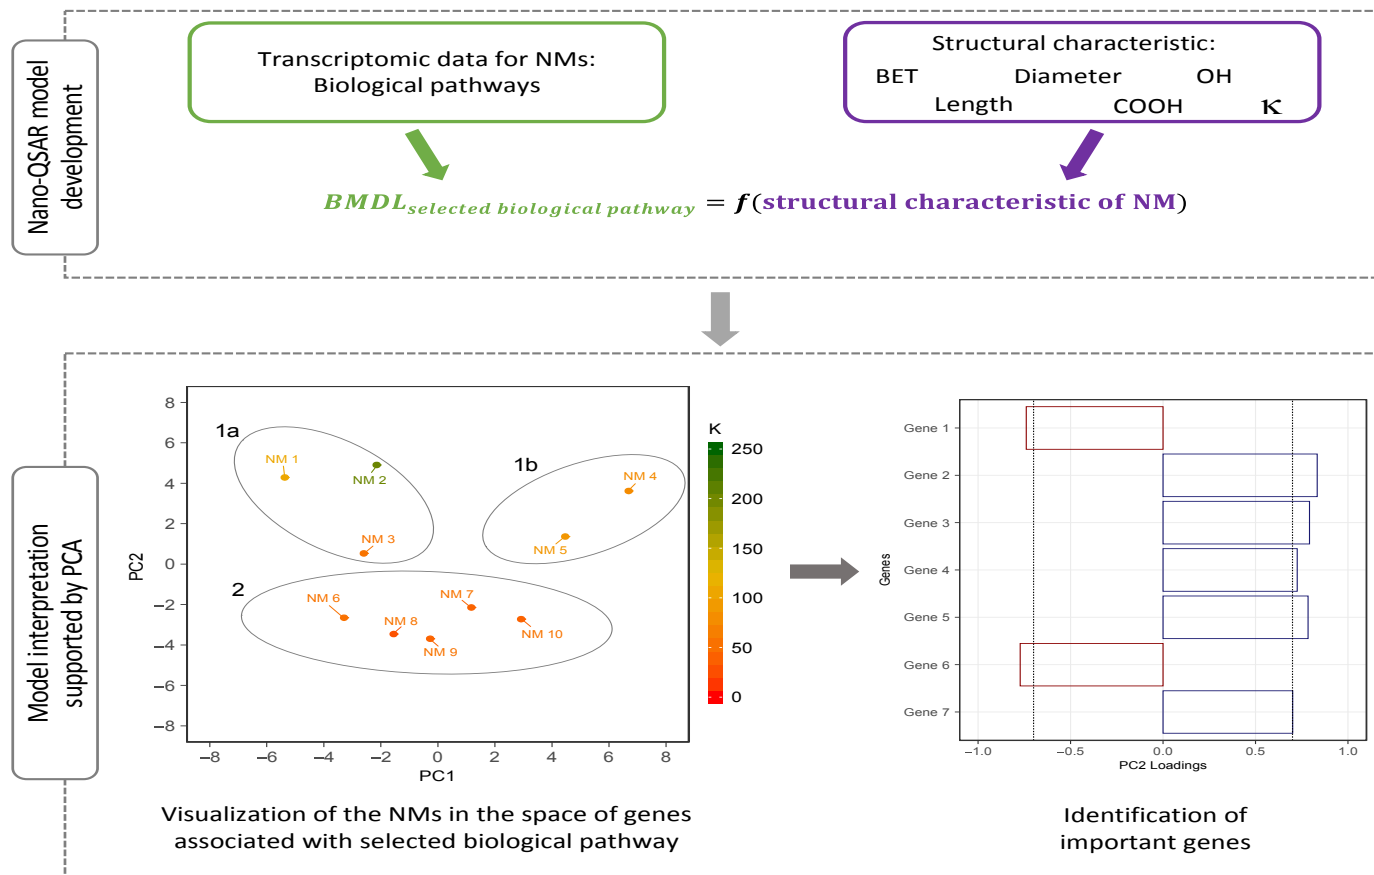 Nano-QSAR model
development
Transcriptomic data for NMs:
Biological pathways
Structural characteristic:
BET Diameter OH
Length COOH κ
BMDL selected biological pathway = f(structural characteristic of NM)
Model interpretation
supported by PCA
PC2
8
6
4
2
0
−2
−4
−6
−8
−8 −6 −4 −2 0 2 4 6 8
PC1
1a
NM 1
NM 2
NM 3
1b
NM 4
NM 5
2
NM 6
NM 7
NM 8
NM 9
NM 10
K
250
200
150
100
50
0
Visualization of the NMs in the space of genes
associated with selected biological pathway
Genes
Gene 1
Gene 2
Gene 3
Gene 4
Gene 5
Gene 6
Gene 7
−1.0 −0.5 0.0 0.5 1.0
PC2 Loadings
Identification of
important genes